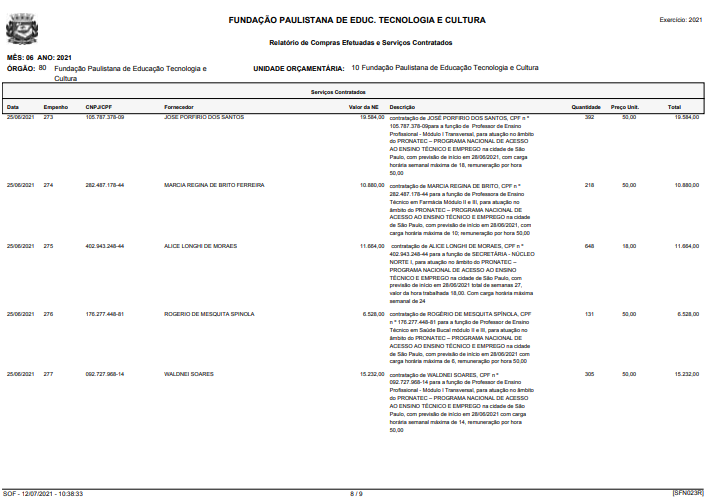 FUNDAÇÃO PAULISTANA DE EDUC. TECNOLOGIA E CULTURA
Exercício: 2021
Relatório de Compras Efetuadas e Serviços Contratados
MÊS: 06 ANO: 2021
ÓRGÃO: 80 Fundação Paulistana de Educação Tecnologia e Cultura
UNIDADE ORÇAMENTÁRIA: 10 Fundação Paulistana de Educação Tecnologia e Cultura
Serviços Contratados
Data Empenho CNPJ/CPF Fornecedor Valor da NE Descrição Quantidade Preço Unit. Total
25/06/2021 273 105.787.378-09 JOSE PORFIRIO DOS SANTOS 19.584,00 contratação de JOSÉ PORFIRIO DOS SANTOS, CPF n º 392 50,00 19.584,00
105.787.378-09para a função de Professor de Ensino
Profissional - Módulo I Transversal, para atuação no âmbito
do PRONATEC – PROGRAMA NACIONAL DE ACESSO
AO ENSINO TÉCNICO E EMPREGO na cidade de São
Paulo, com previsão de início em 28/06/2021, com carga
horária semanal máxima de 18, remuneração por hora
50,00
25/06/2021 274 282.487.178-44 MARCIA REGINA DE BRITO FERREIRA 10.880,00 contratação de MARCIA REGINA DE BRITO, CPF n º 218 50,00 10.880,00
282.487.178-44 para a função de Professora de Ensino
Técnico em Farmácia Módulo II e III, para atuação no
âmbito do PRONATEC – PROGRAMA NACIONAL DE
ACESSO AO ENSINO TÉCNICO E EMPREGO na cidade
de São Paulo, com previsão de início em 28/06/2021, com
carga horária máxima de 10; remuneração por hora 50,00
25/06/2021 275 402.943.248-44 ALICE LONGHI DE MORAES 11.664,00 contratação de ALICE LONGHI DE MORAES, CPF n º 648 18,00 11.664,00
402.943.248-44 para a função de SECRETÁRIA - NÚCLEO
NORTE I, para atuação no âmbito do PRONATEC –
PROGRAMA NACIONAL DE ACESSO AO ENSINO
TÉCNICO E EMPREGO na cidade de São Paulo, com
previsão de início em 28/06/2021 total de semanas 27,
valor da hora trabalhada 18,00. Com carga horária máxima
semanal de 24
25/06/2021 276 176.277.448-81 ROGERIO DE MESQUITA SPINOLA 6.528,00 contratação de ROGÉRIO DE MESQUITA SPÍNOLA, CPF 131 50,00 6.528,00
n º 176.277.448-81 para a função de Professor de Ensino
Técnico em Saúde Bucal módulo II e III, para atuação no
âmbito do PRONATEC – PROGRAMA NACIONAL DE
ACESSO AO ENSINO TÉCNICO E EMPREGO na cidade
de São Paulo, com previsão de início em 28/06/2021 com
carga horária máxima de 6, remuneração por hora 50,00
25/06/2021 277 092.727.968-14 WALDNEI SOARES 15.232,00 contratação de WALDNEI SOARES, CPF n º 305 50,00 15.232,00
092.727.968-14 para a função de Professor de Ensino
Profissional - Módulo I Transversal, para atuação no âmbito
do PRONATEC – PROGRAMA NACIONAL DE ACESSO
AO ENSINO TÉCNICO E EMPREGO na cidade de São
Paulo, com previsão de início em 28/06/2021 com carga
horária semanal máxima de 14, remuneração por hora
50,00
SOF - 12/07/2021 - 10:38:33
8 / 9
[SFN023R]